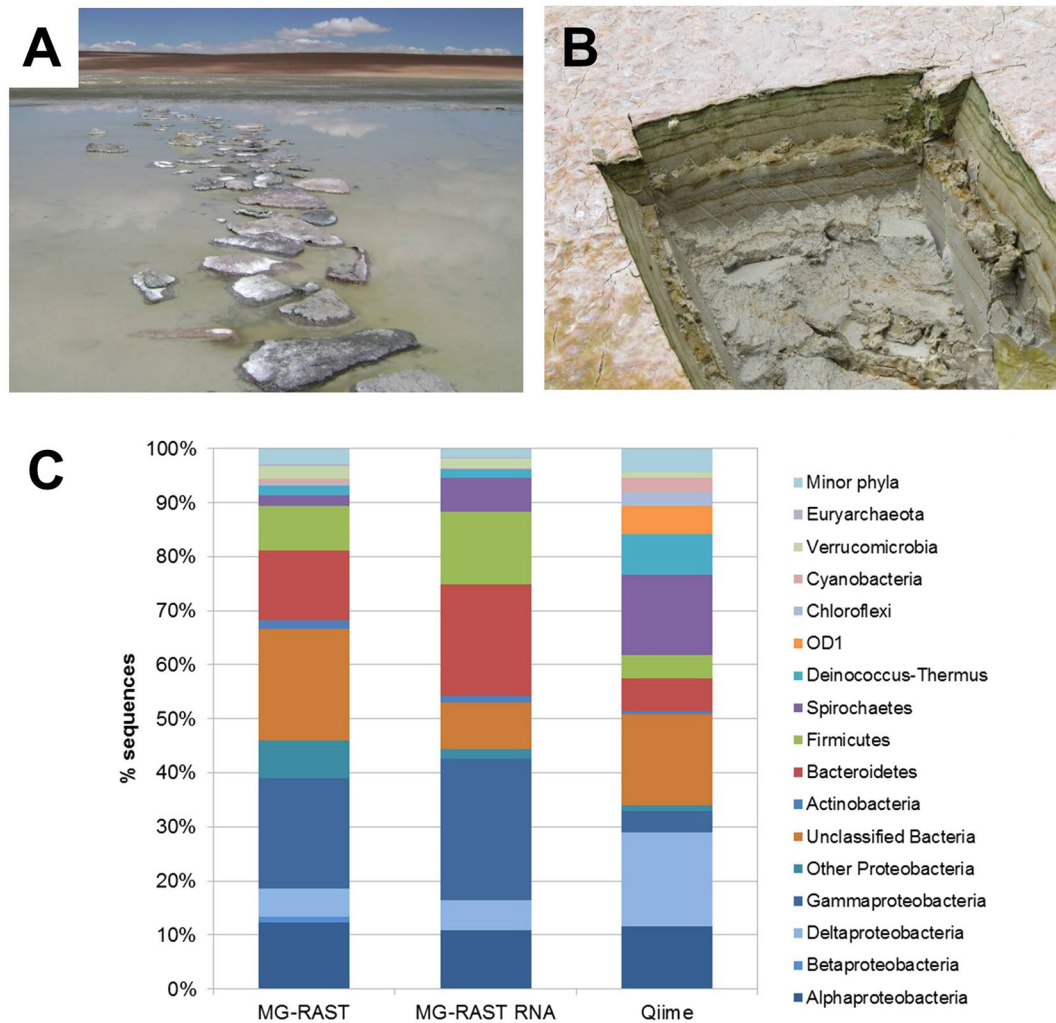 A
B
C
100%
90%
80%
70%
60%
50%
40%
30%
20%
10%
0%
% sequences
MG-RAST
MG-RAST RNA
Qiime
Minor phyla
Euryarchaeota
Verrucomicrobia
Cyanobacteria
Chloroflexi
OD1
Deinococcus-Thermus
Spirochaetes
Firmicutes
Bacteroidetes
Actinobacteria
Unclassified Bacteria
Other Proteobacteria
Gammaproteobacteria
Deltaproteobacteria
Betaproteobacteria
Alphaproteobacteria